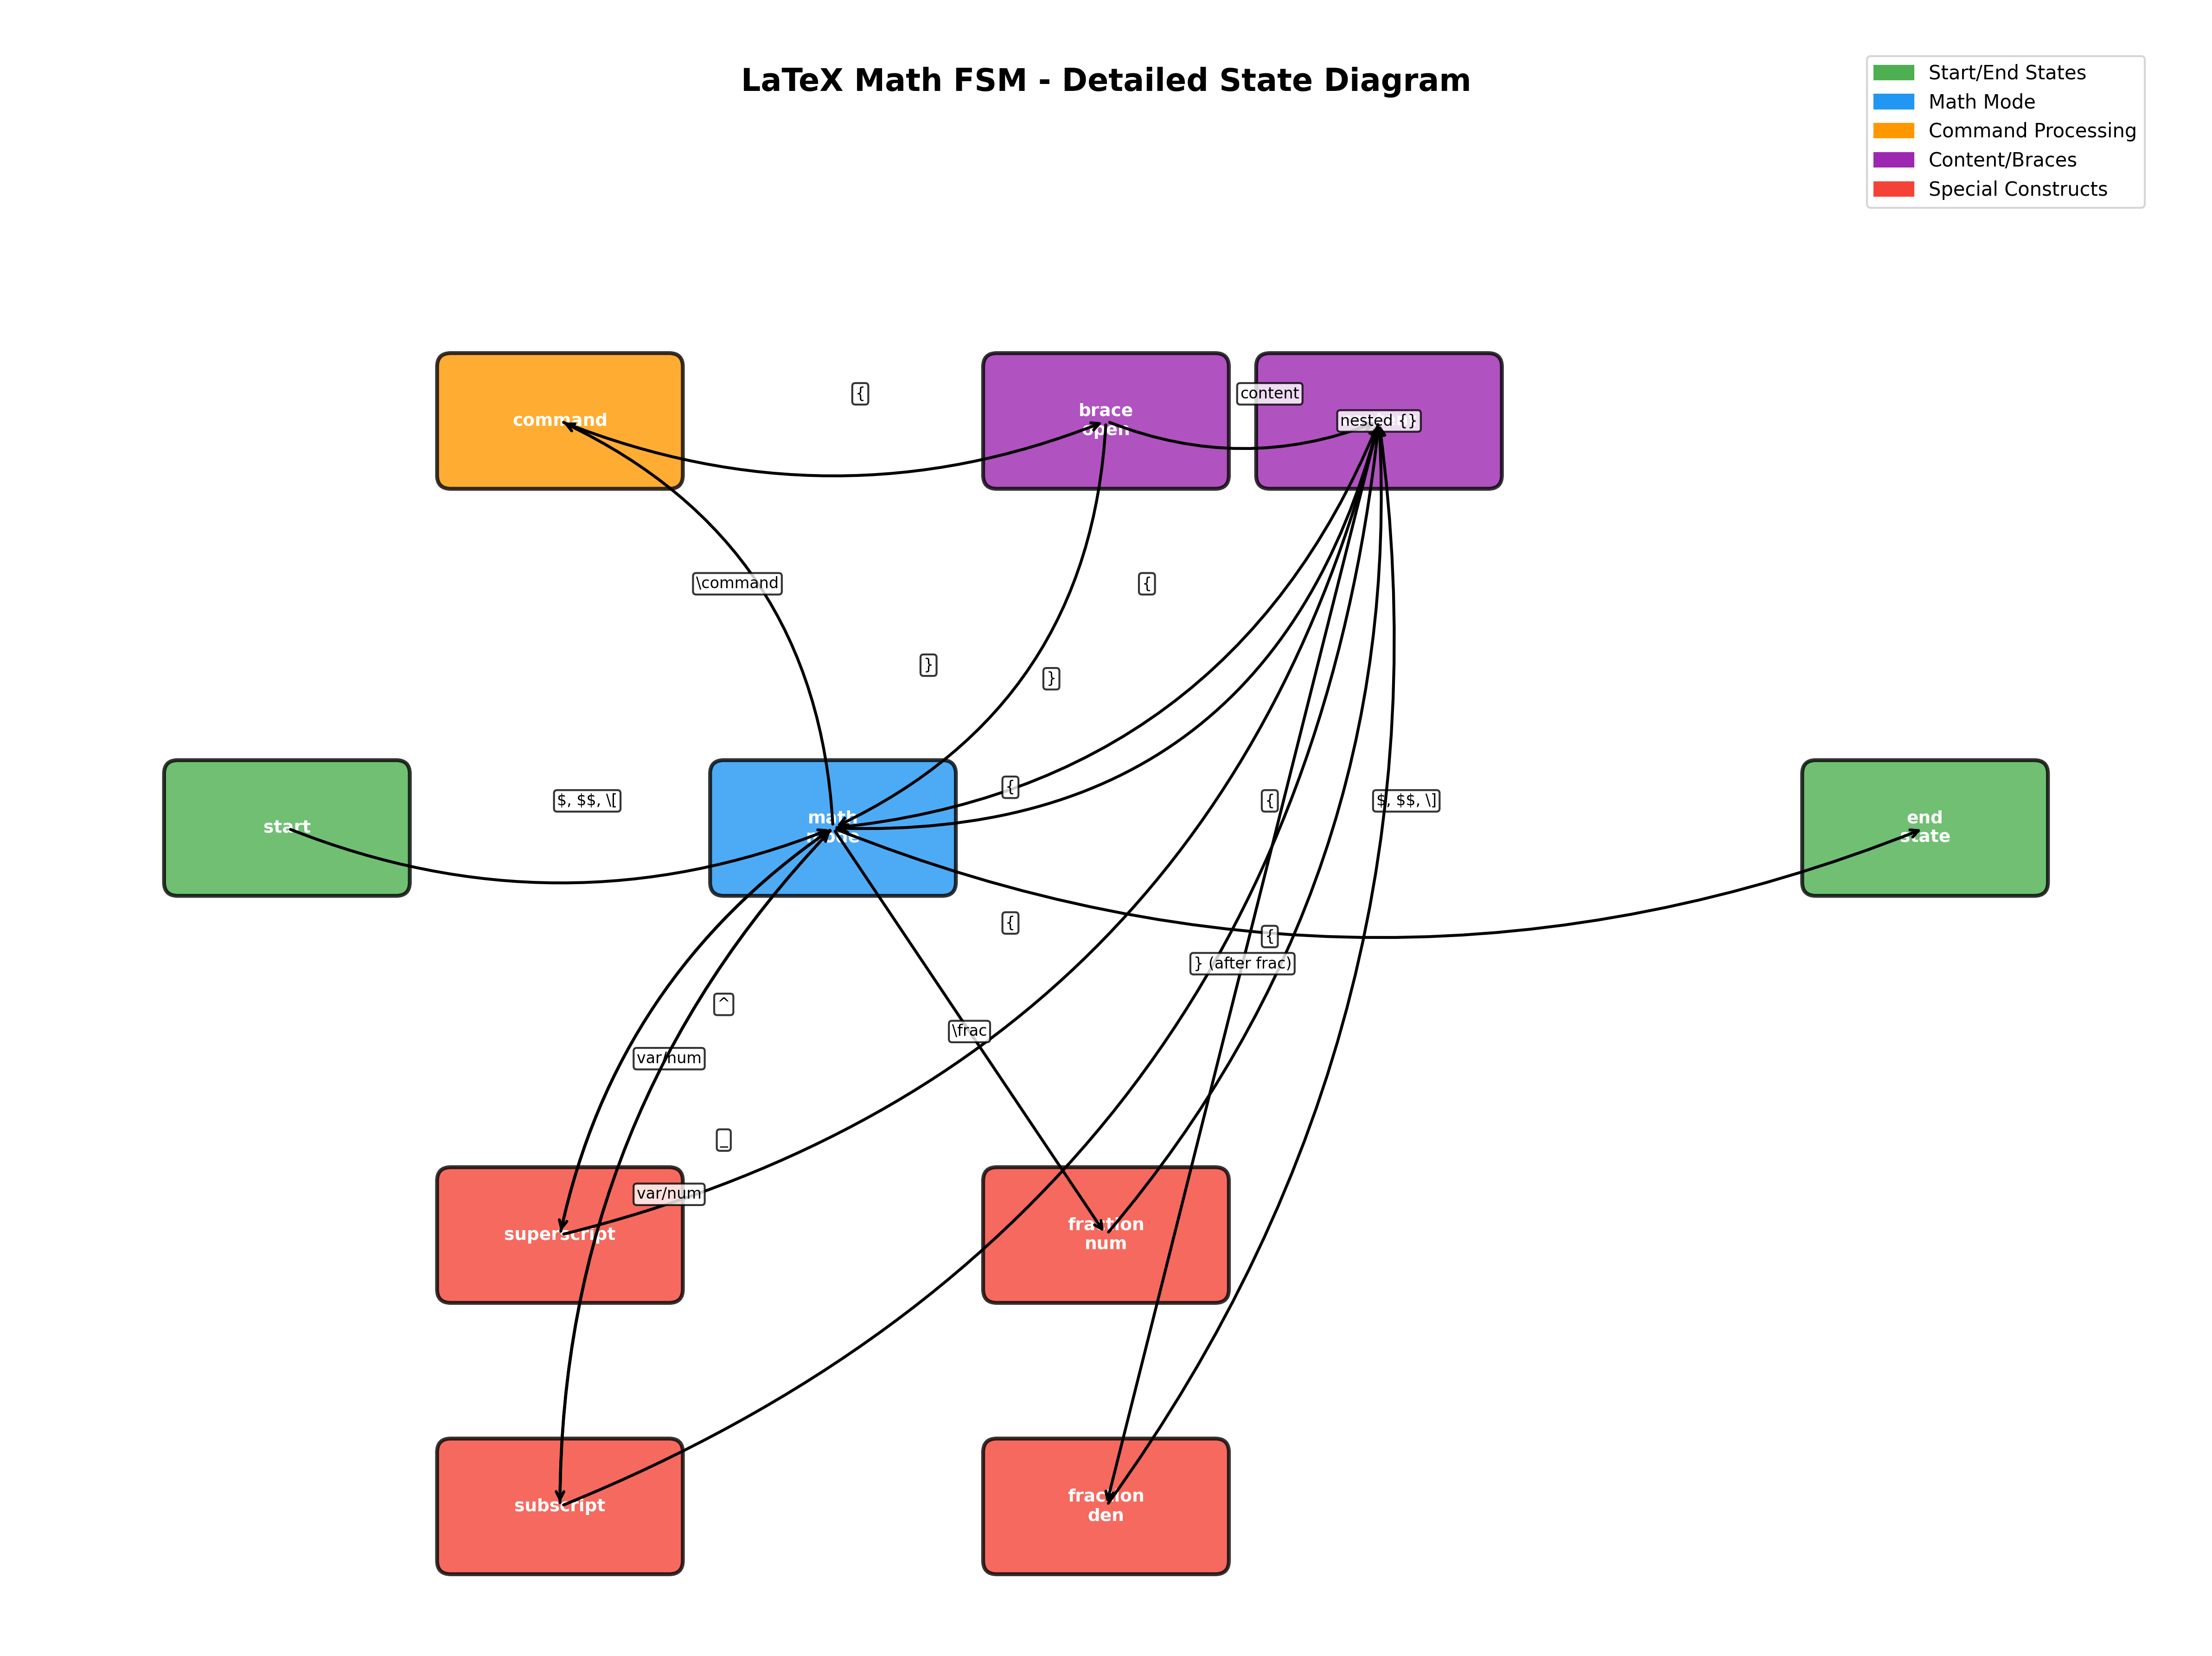 LaTeX Math FSM - Detailed State Diagram
Start/End States
Math Mode
Command Processing
Content/Braces
Special Constructs
command
{
brace
open
content
nested {}
\command
{
}
}
start
$, $$, \[
math
mode
{
{
$, $$, \]
end
state
{
{
} (after frac)
^
\frac
var/num
_
var/num
superscript
fraction
num
subscript
fraction
den